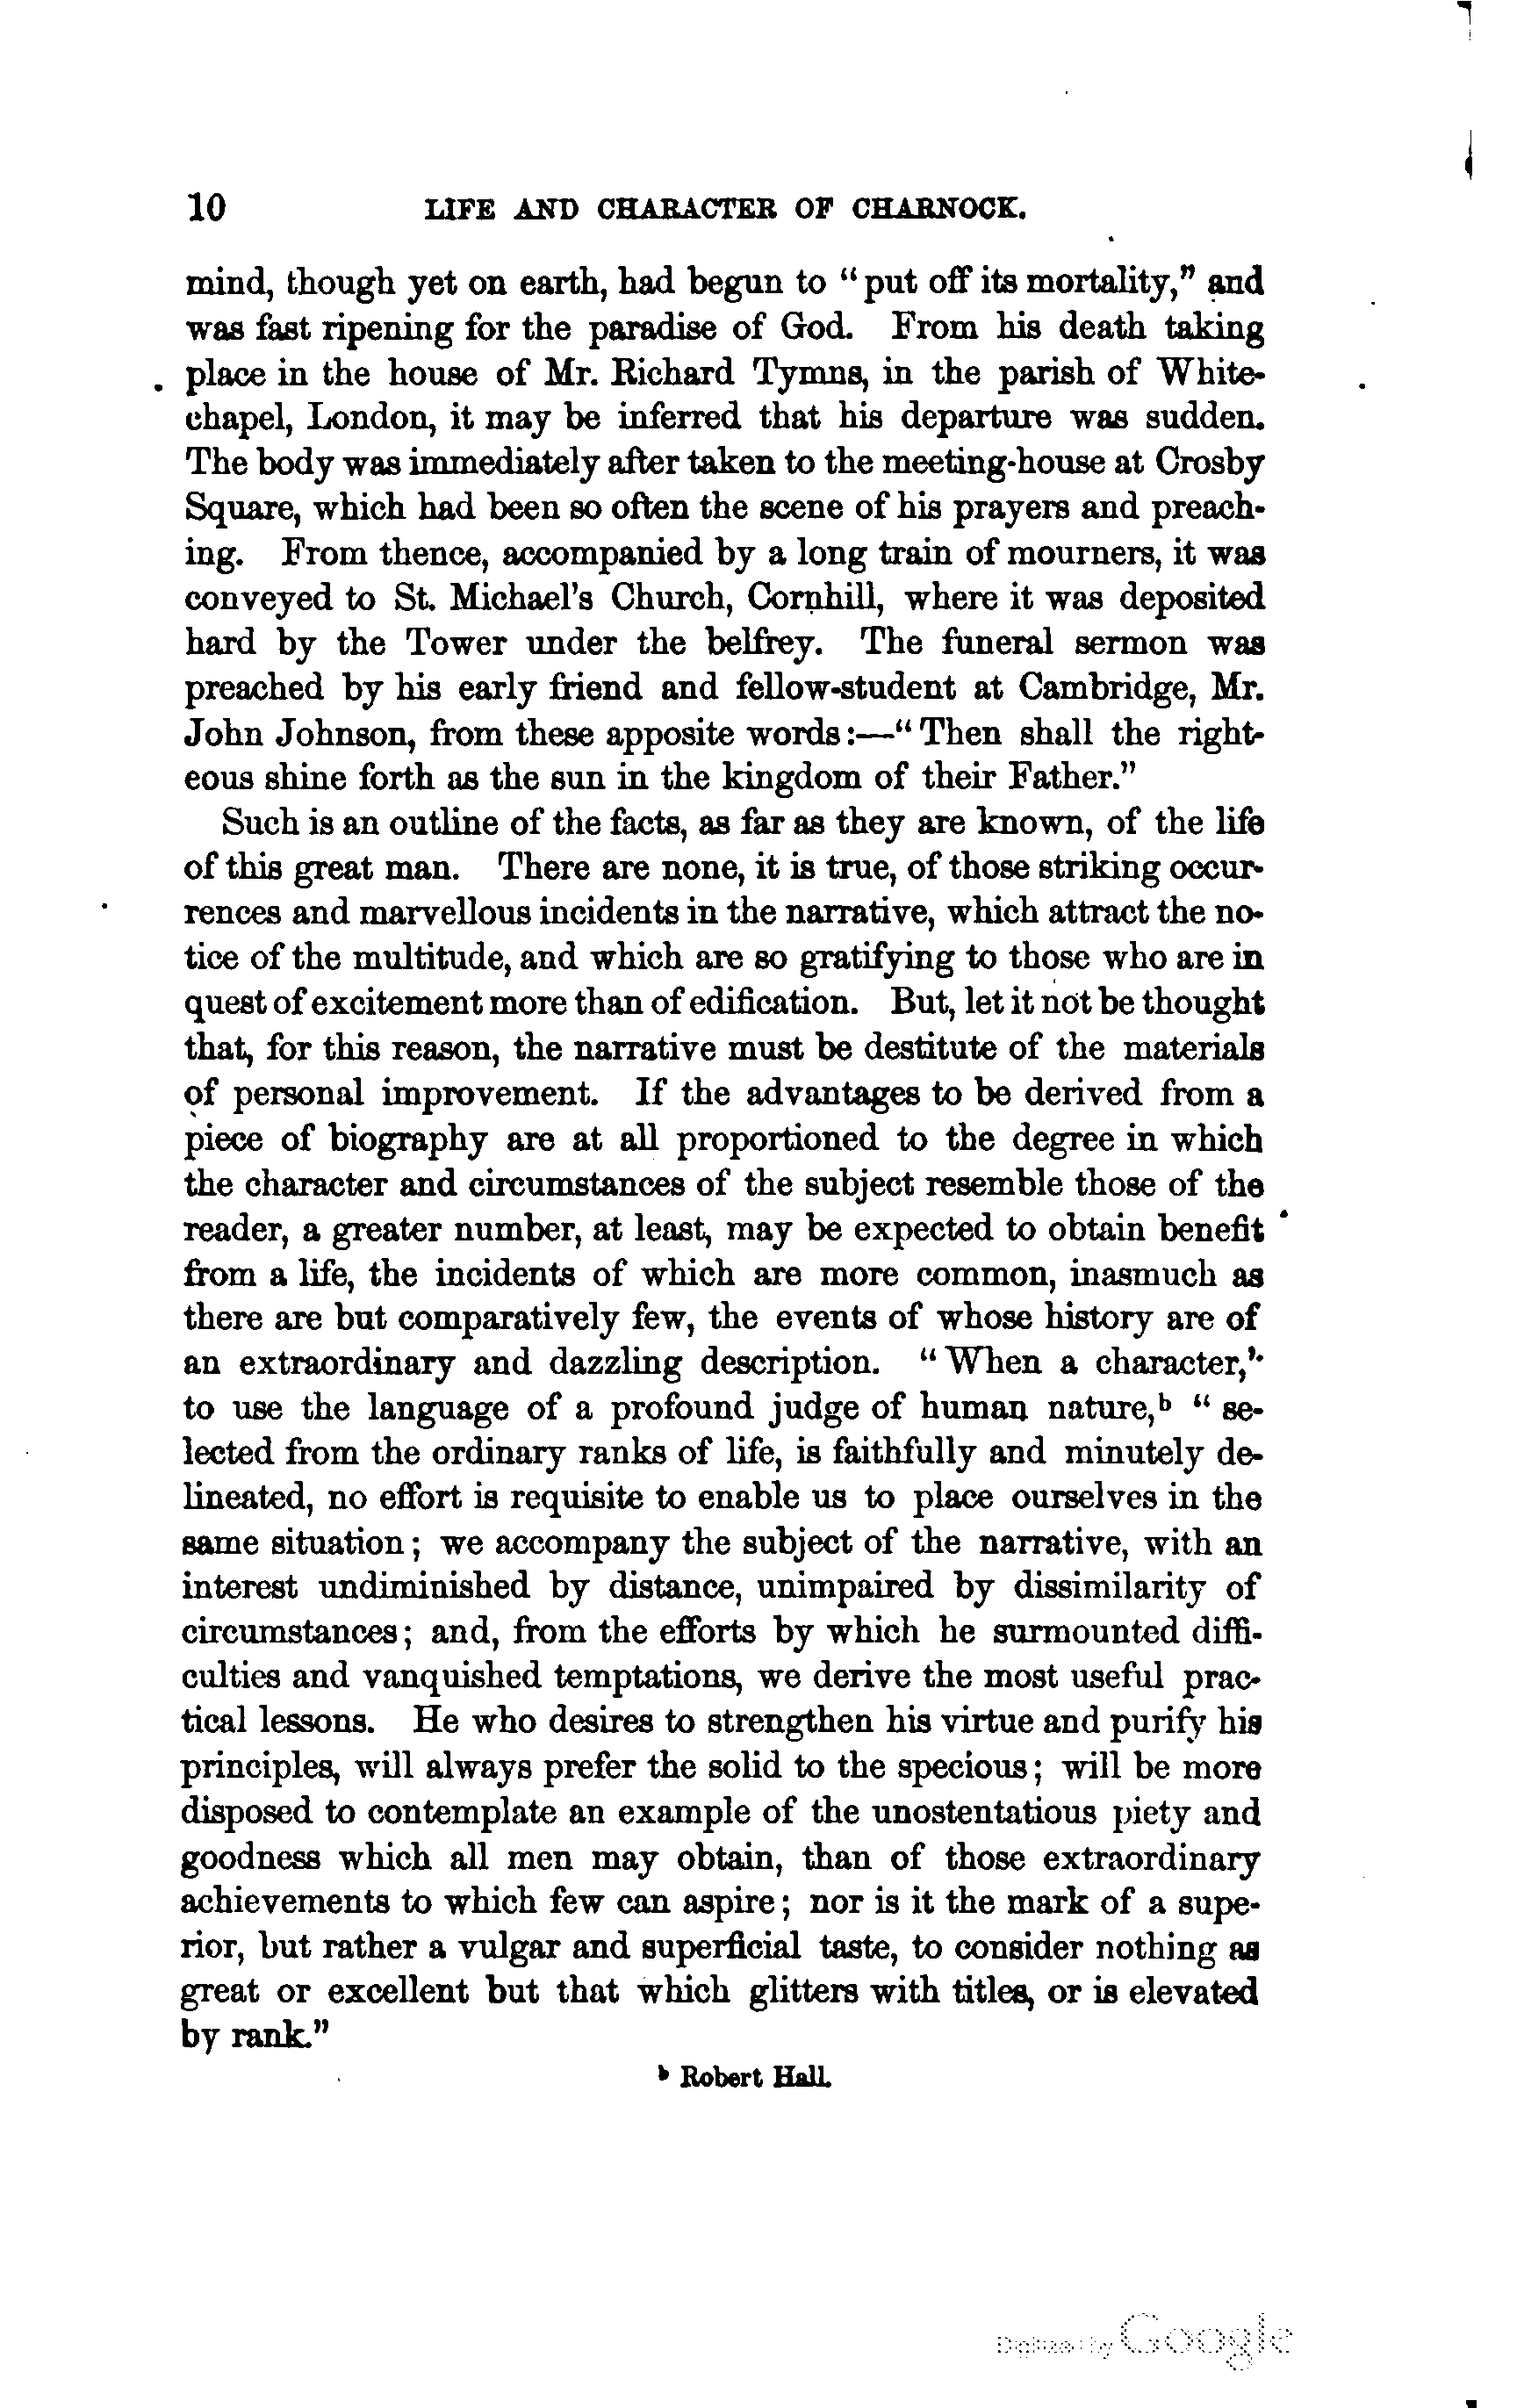 10 LIFE AND CHARACTER OF CHARNOCK.
mind, though yet on earth, had begun to “put off its mortality,” and
was fast ripening for the paradise of God. From his death taking
place in the house of Mr. Richard Tymns, in the parish of White-
chapel, London, it may be inferred that his departure was sudden.
The body was immediately after taken to the meeting-house at Crosby
Square, which had been so often the scene of his prayers and preach-
ing. From thence, accompanied by a long train of mourners, it was
conveyed to St. Michael’s Church, Cornhill, where it was deposited
hard by the Tower under the belfrey. The funeral sermon was
preached by his early friend and fellow-student at Cambridge, Mr.
John Johnson, from these apposite words:—“Then shall the right-
eous shine forth as the sun in the kingdom of their Father.”
Such is an outline of the facts, as far as they are known, of the life
of this great man. There are none, it is true, of those striking occur-
rences and marvellous incidents in the narrative, which attract the no-
tice of the multitude, and which are so gratifying to those who are in
quest of excitement more than of edification. But, let it not be thought
that, for this reason, the narrative must be destitute of the materials
of personal improvement. If the advantages to be derived from a
piece of biography are at all proportioned to the degree in which
the character and circumstances of the subject resemble those of the
reader, a greater number, at least, may be expected to obtain benefit
from a life, the incidents of which are more common, inasmuch as
there are but comparatively few, the events of whose history are of
an extraordinary and dazzling description. “When a character,”
to use the language of a profound judge of human nature,ᵇ “se-
lected from the ordinary ranks of life, is faithfully and minutely de-
lineated, no effort is requisite to enable us to place ourselves in the
same situation; we accompany the subject of the narrative, with an
interest undiminished by distance, unimpaired by dissimilarity of
circumstances; and, from the efforts by which he surmounted diffi-
culties and vanquished temptations, we derive the most useful prac-
tical lessons. He who desires to strengthen his virtue and purify his
principles, will always prefer the solid to the specious; will be more
disposed to contemplate an example of the unostentatious piety and
goodness which all men may obtain, than of those extraordinary
achievements to which few can aspire; nor is it the mark of a supe-
rior, but rather a vulgar and superficial taste, to consider nothing as
great or excellent but that which glitters with titles, or is elevated
by rank.”
ᵇ Robert Hall.
Digitized by Google